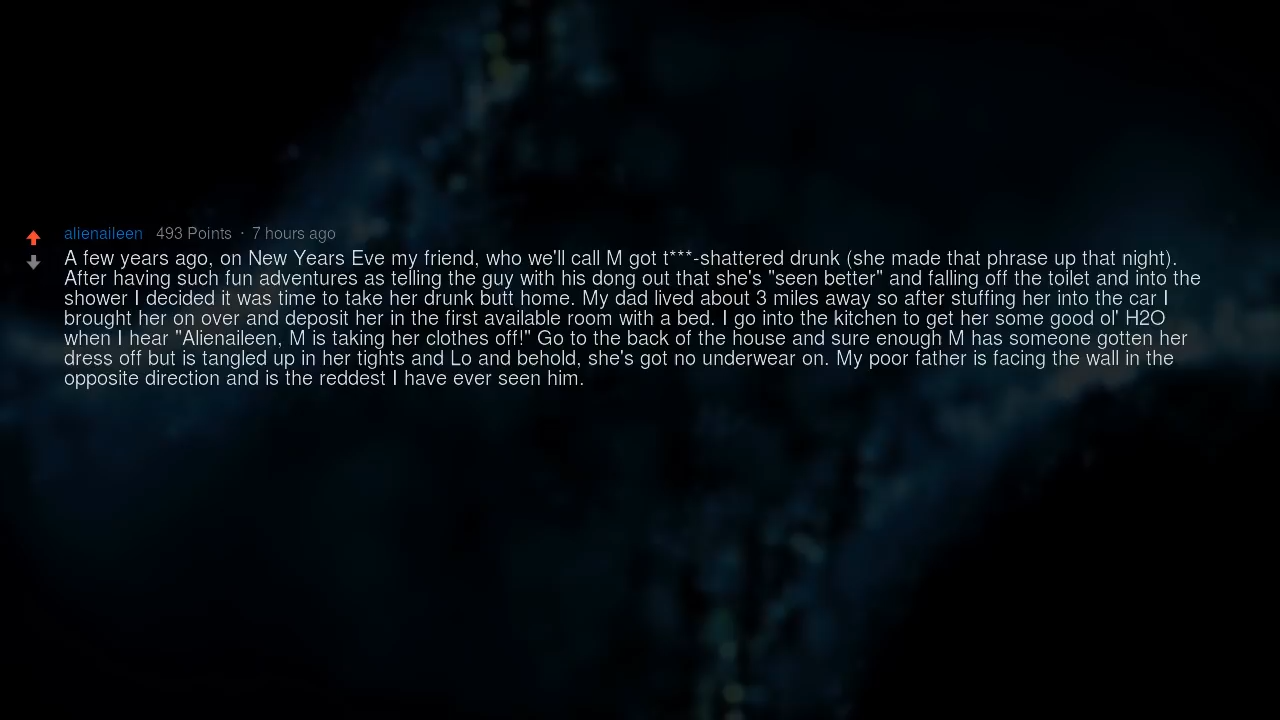 alienaileen 493 Points · 7 hours ago
A few years ago, on New Years Eve my friend, who we'll call M got t***-shattered drunk (she made that phrase up that night).
After having such fun adventures as telling the guy with his dong out that she's "seen better" and falling off the toilet and into the
shower I decided it was time to take her drunk butt home. My dad lived about 3 miles away so after stuffing her into the car I
brought her on over and deposit her in the first available room with a bed. I go into the kitchen to get her some good ol' H2O
when I hear "Alienaileen, M is taking her clothes off!" Go to the back of the house and sure enough M has someone gotten her
dress off but is tangled up in her tights and Lo and behold, she's got no underwear on. My poor father is facing the wall in the
opposite direction and is the reddest I have ever seen him.